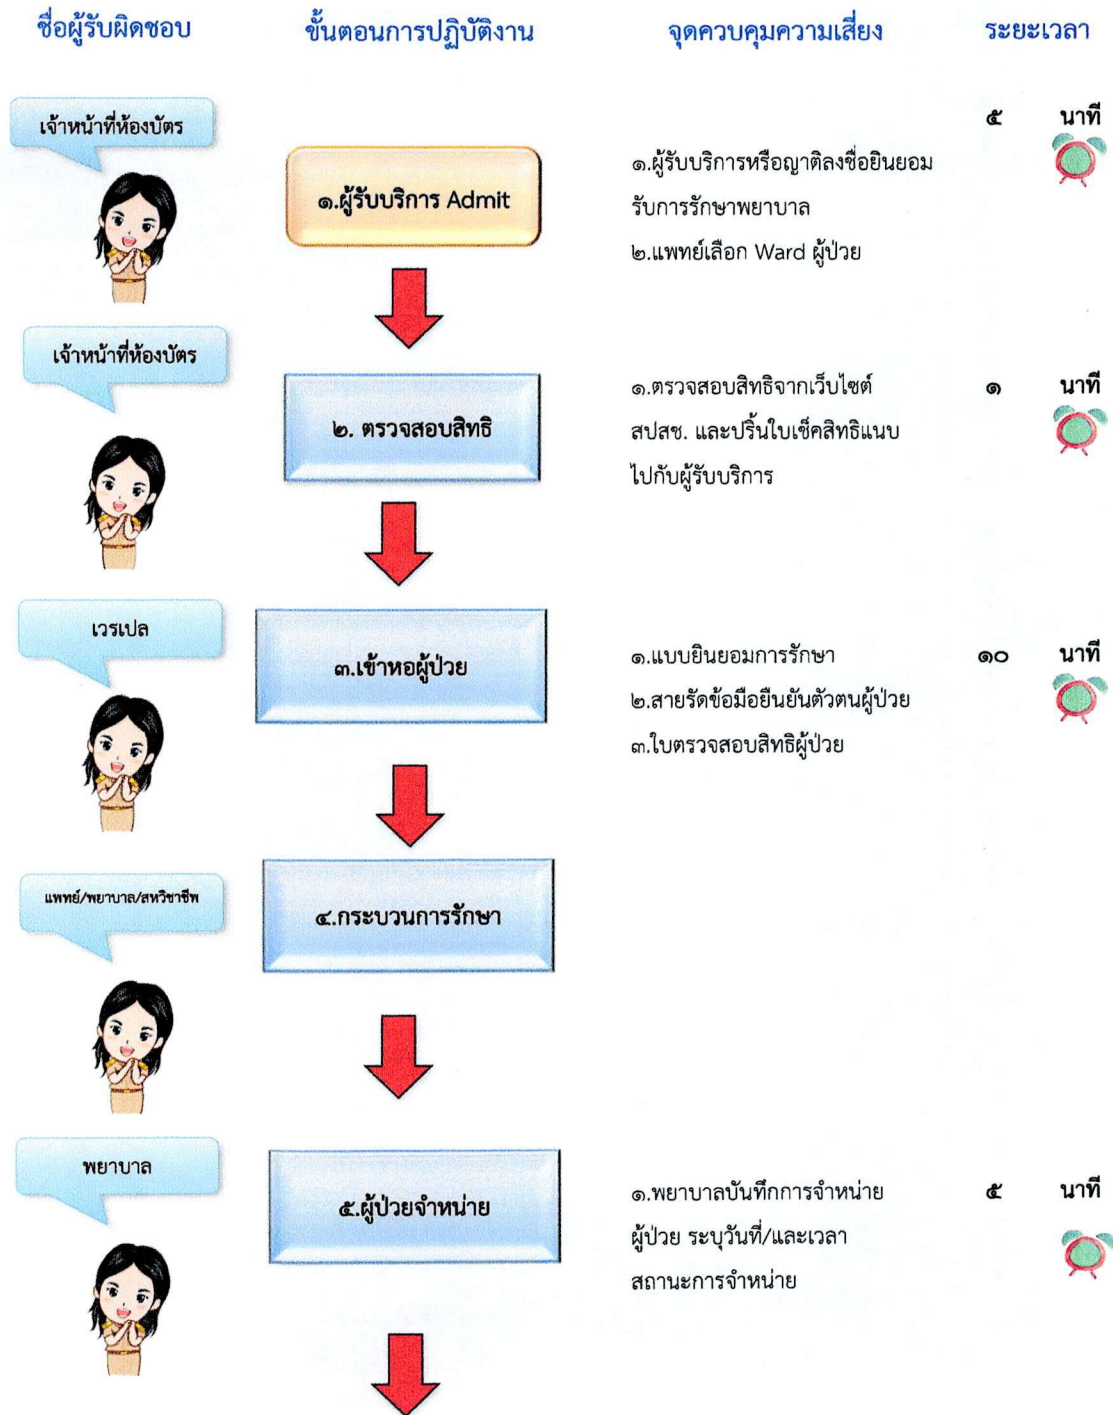 ชื่อผู้รับผิดชอบ ขั้นตอนการปฏิบัติงาน จุดควบคุมความเสี่ยง ระยะเวลา
เจ้าหน้าที่ห้องบัตร
๑.ผู้รับบริการ Admit
๑.ผู้รับบริการหรือญาติลงชื่อยินยอม
รับการรักษาพยาบาล
๒.แพทย์เลือก Ward ผู้ป่วย
๕ นาที
เจ้าหน้าที่ห้องบัตร
๒. ตรวจสอบสิทธิ
๑.ตรวจสอบสิทธิจากเว็บไซต์
สปสช. และปริ้นใบเช็คสิทธิแนบ
ไปกับผู้รับบริการ
๑ นาที
เวรเปล
๓.เข้าหอผู้ป่วย
๑.แบบยินยอมการรักษา
๒.สายรัดข้อมือยืนยันตัวตนผู้ป่วย
๓.ใบตรวจสอบสิทธิผู้ป่วย
๑๐ นาที
แพทย์/พยาบาล/สหวิชาชีพ
๔.กระบวนการรักษา
พยาบาล
๕.ผู้ป่วยจำหน่าย
๑.พยาบาลบันทึกการจำหน่าย
ผู้ป่วย ระบุวันที่/และเวลา
สถานะการจำหน่าย
๕ นาที